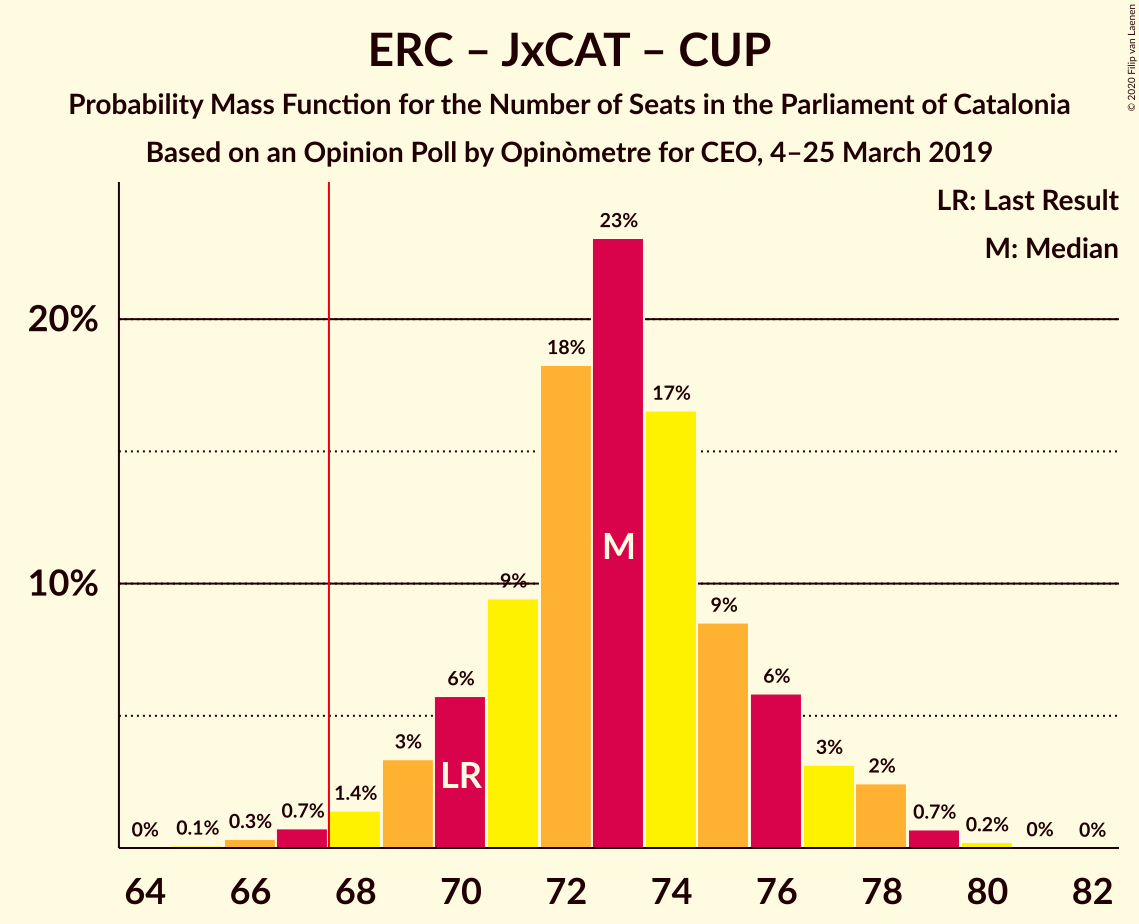 ERC – JxCAT – CUP
Probability Mass Function for the Number of Seats in the Parliament of Catalonia
Based on an Opinion Poll by Opinòmetre for CEO, 4–25 March 2019
© 2020 Filip van Laenen
LR: Last Result
M: Median
20%
10%
0%
0.1%
0.3%
0.7%
1.4%
3%
6%
9%
18%
23%
17%
9%
6%
3%
2%
0.7%
0.2%
0%
0%
LR
M
64 66 68 70 72 74 76 78 80 82